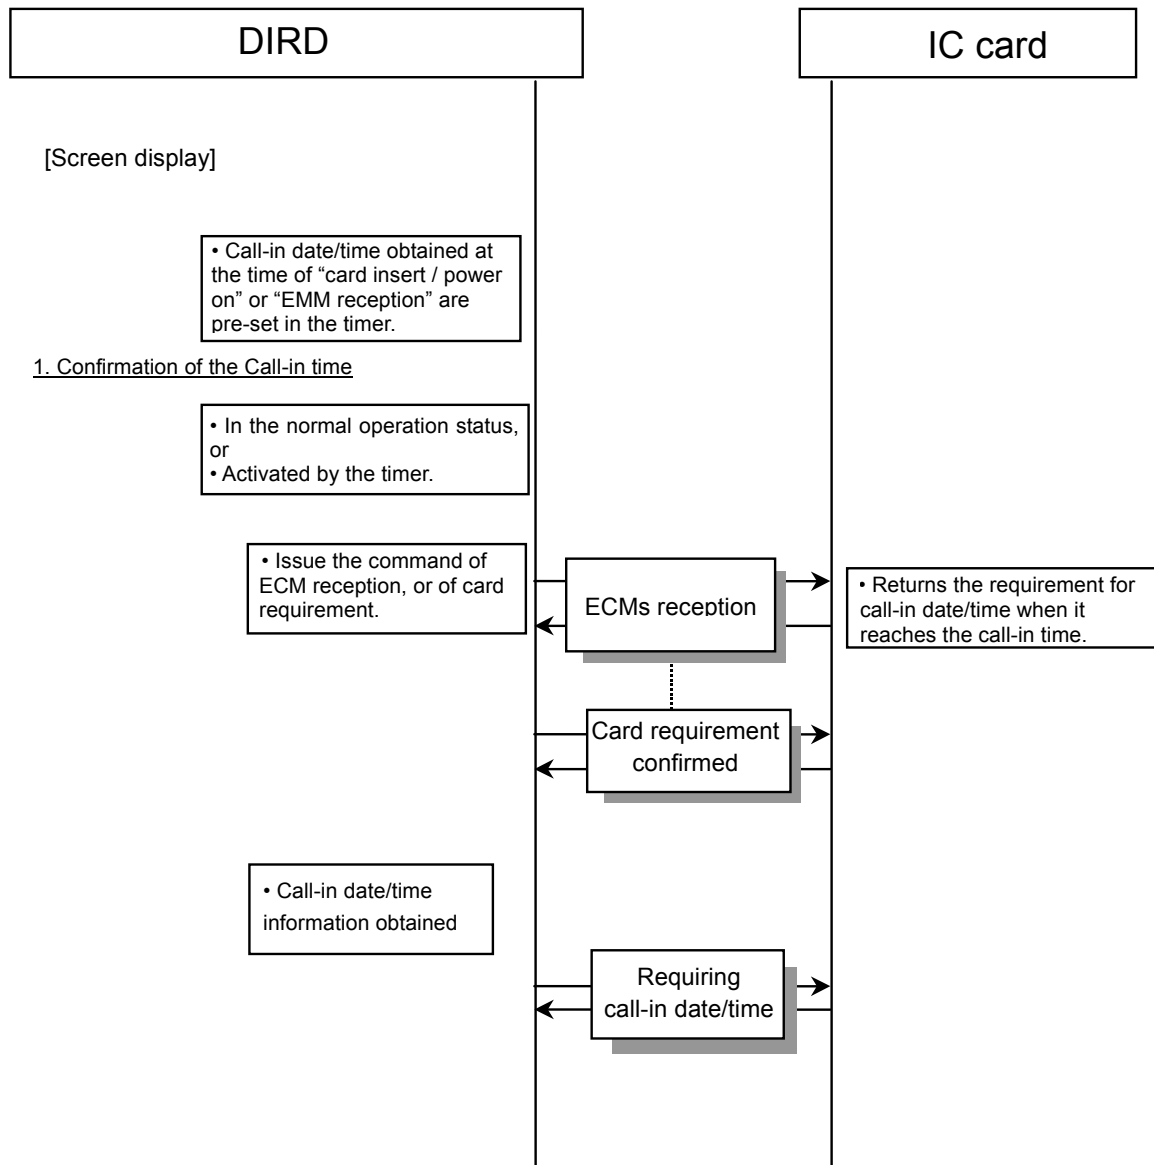 DIRD
IC card
[Screen display]
• Call-in date/time obtained at
the time of “card insert / power
on” or “EMM reception” are
pre-set in the timer.
1. Confirmation of the Call-in time
• In the normal operation status,
or
• Activated by the timer.
• Issue the command of
ECM reception, or of card
requirement.
ECMs reception
• Returns the requirement for
call-in date/time when it
reaches the call-in time.
Card requirement
confirmed
• Call-in date/time
information obtained
Requiring
call-in date/time